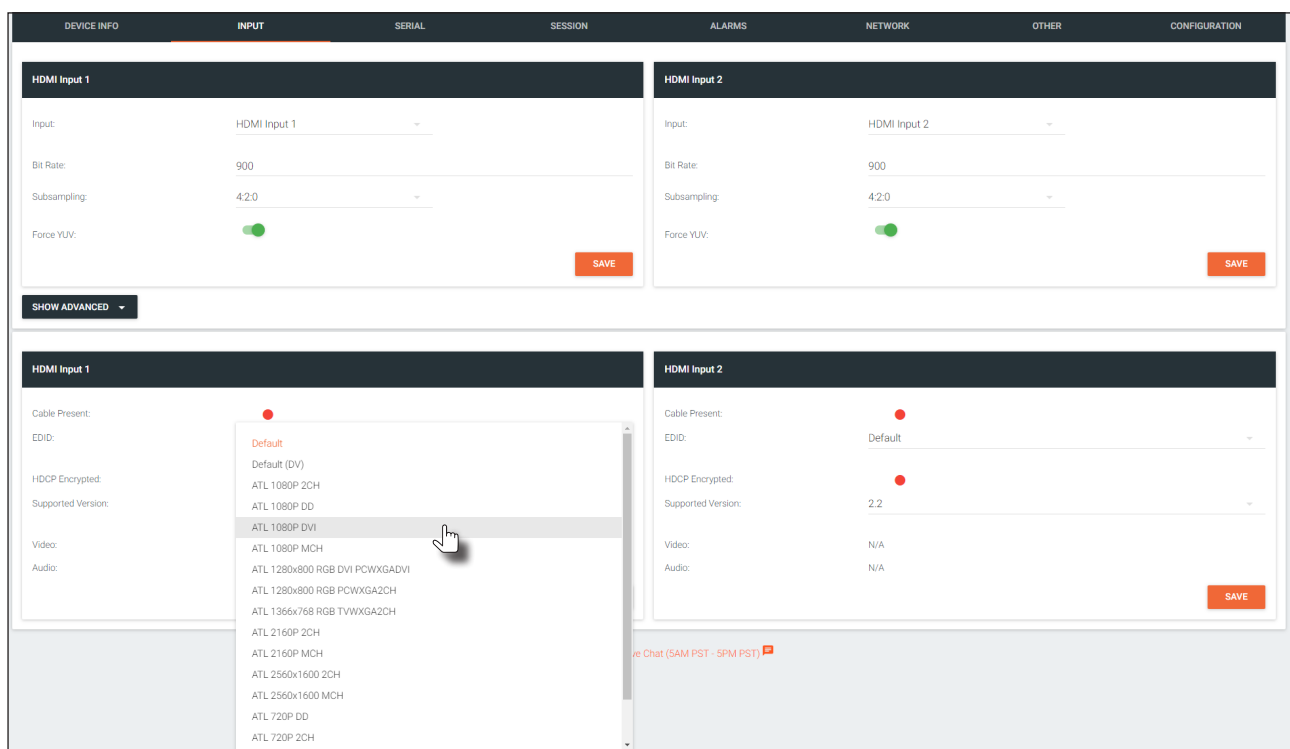 DEVICE INFO INPUT SERIAL SESSION ALARMS NETWORK OTHER CONFIGURATION
HDMI Input 1
Input: HDMI Input 1
Bit Rate: 900
Subsampling: 4:2:0
Force YUV:
SAVE
HDMI Input 2
Input: HDMI Input 2
Bit Rate: 900
Subsampling: 4:2:0
Force YUV:
SAVE
SHOW ADVANCED
HDMI Input 1
Cable Present:
EDID:
HDCP Encrypted:
Supported Version:
Video:
Audio:
Default
Default (DV)
ATL 1080P 2CH
ATL 1080P DD
ATL 1080P DVI
ATL 1080P MCH
ATL 1280x800 RGB DVI PCWXGADVI
ATL 1280x800 RGB PCWXGA2CH
ATL 1366x768 RGB TVWXGA2CH
ATL 2160P 2CH
ATL 2160P MCH
ATL 2560x1600 2CH
ATL 2560x1600 MCH
ATL 720P DD
ATL 720P 2CH
HDMI Input 2
Cable Present:
EDID: Default
HDCP Encrypted:
Supported Version: 2.2
Video: N/A
Audio: N/A
SAVE
Chat (5AM PST - 5PM PST)